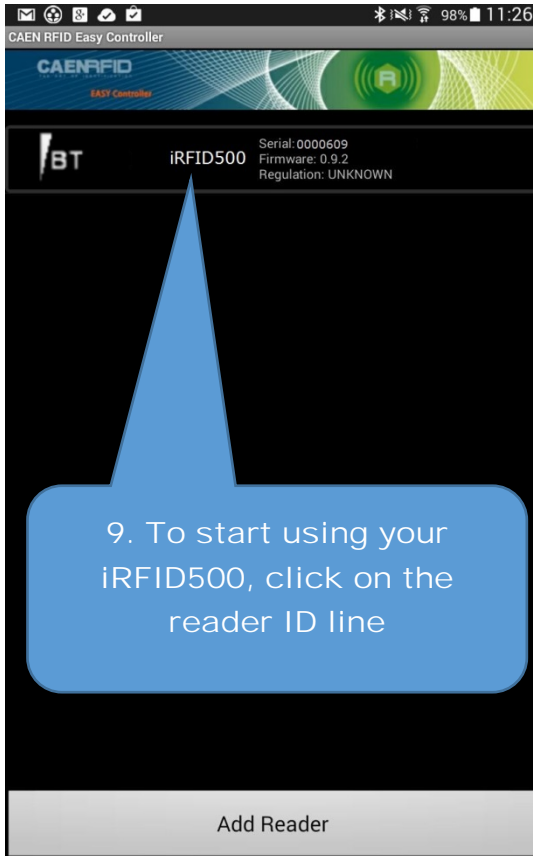 98% 11:26
CAEN RFID Easy Controller
CAENRFID
EASY Controller
BT
iRFID500
Serial: 0000609
Firmware: 0.9.2
Regulation: UNKNOWN
9. To start using your
iRFID500, click on the
reader ID line
Add Reader